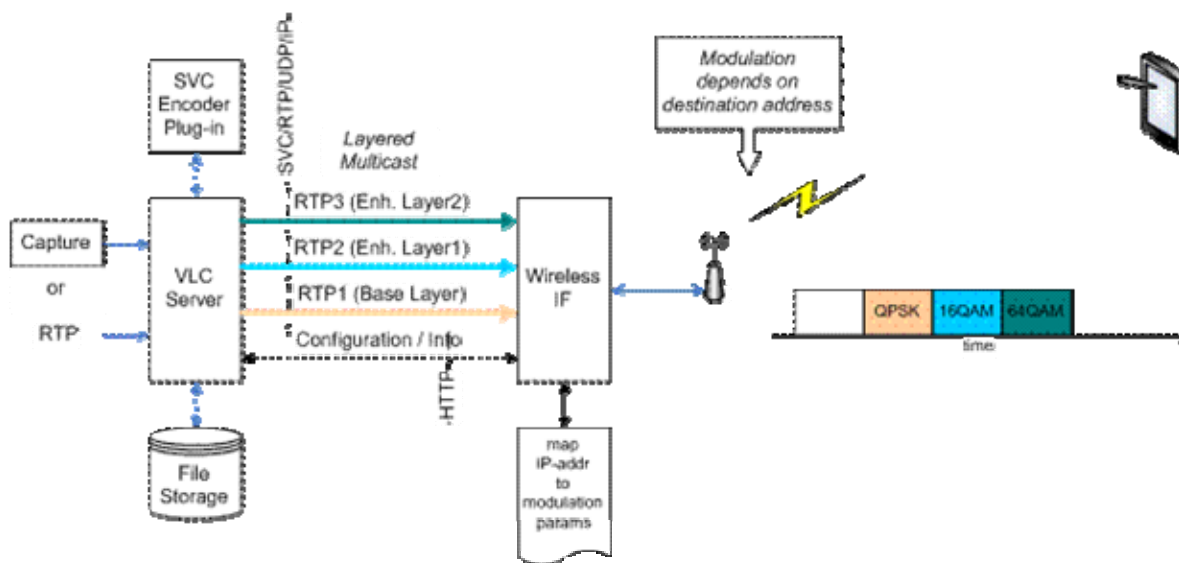 SVC
Encoder
Plug-in
SVC/RTP/UDP/IP
Layered
Multicast
Modulation
depends on
destination address
RTP3 (Enh. Layer2)
Capture
or
RTP
VLC
Server
RTP2 (Enh. Layer1)
RTP1 (Base Layer)
Configuration / Info
HTTP
Wireless
IF
QPSK
16QAM
64QAM
time
File
Storage
map
IP-addr
to
modulation
params